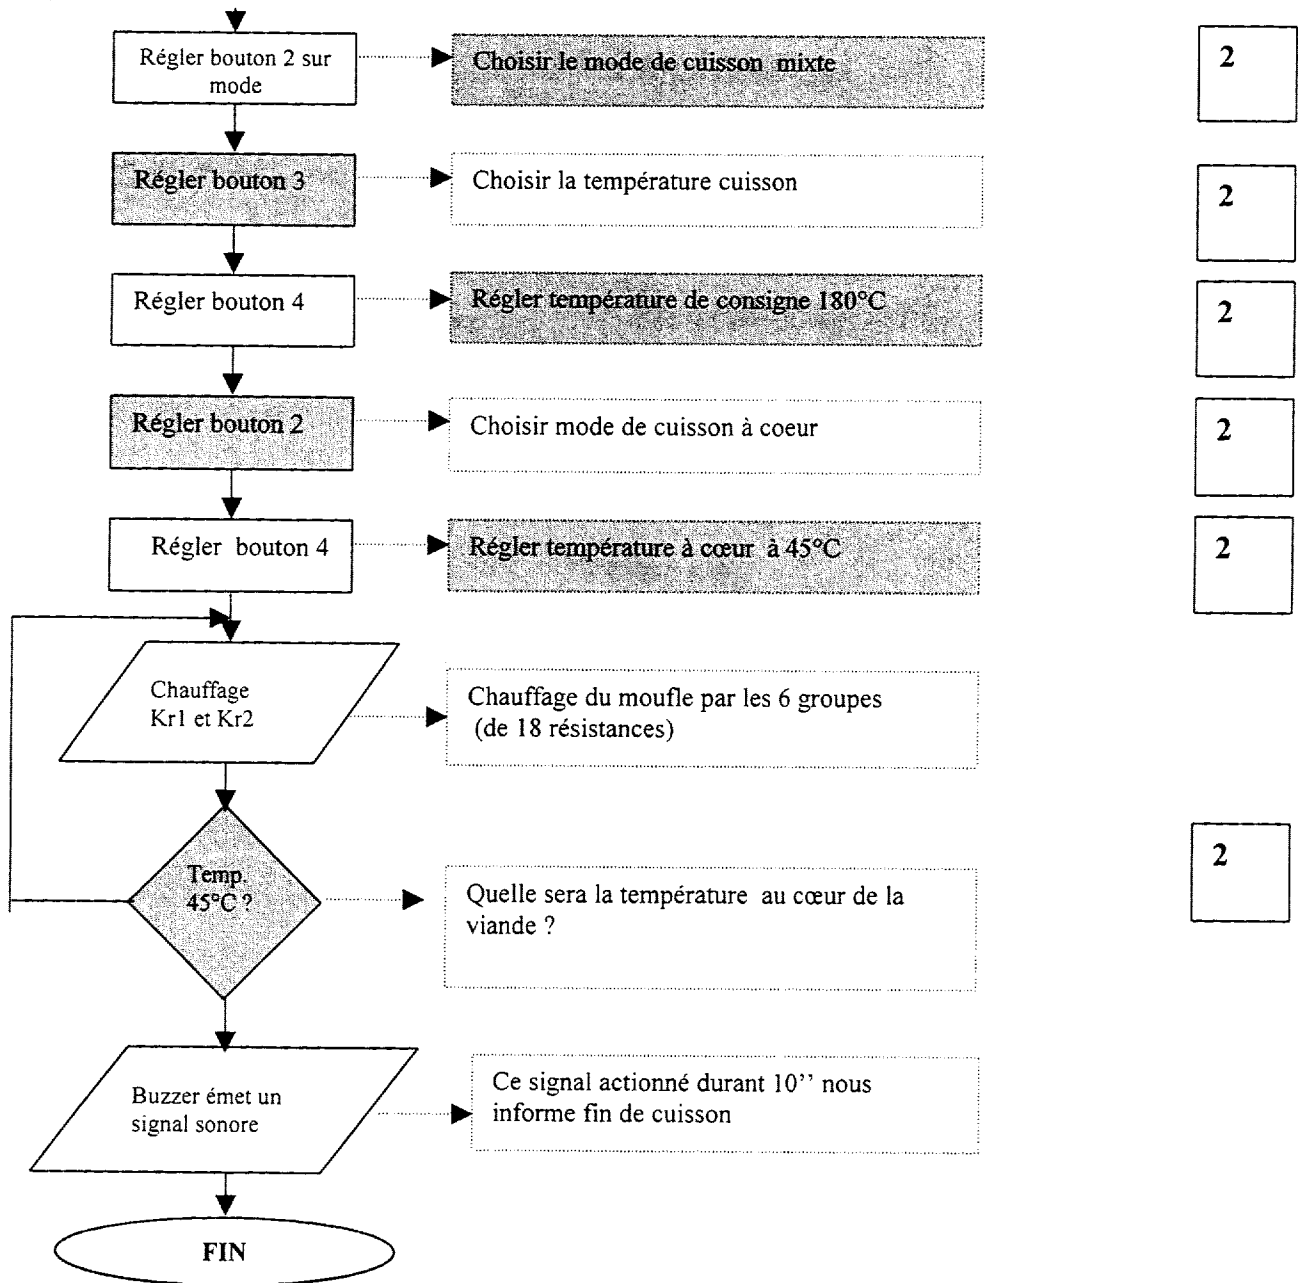 Régler bouton 2 sur
mode
Choisir le mode de cuisson mixte
2
Régler bouton 3
Choisir la température cuisson
2
Régler bouton 4
Régler température de consigne 180°C
2
Régler bouton 2
Choisir mode de cuisson à coeur
2
Régler bouton 4
Régler température à cœur à 45°C
2
Chauffage
Kr1 et Kr2
Chauffage du moufle par les 6 groupes
(de 18 résistances)
Temp.
45°C ?
Quelle sera la température au cœur de la
viande ?
2
Buzzer émet un
signal sonore
Ce signal actionné durant 10’’ nous
informe fin de cuisson
FIN